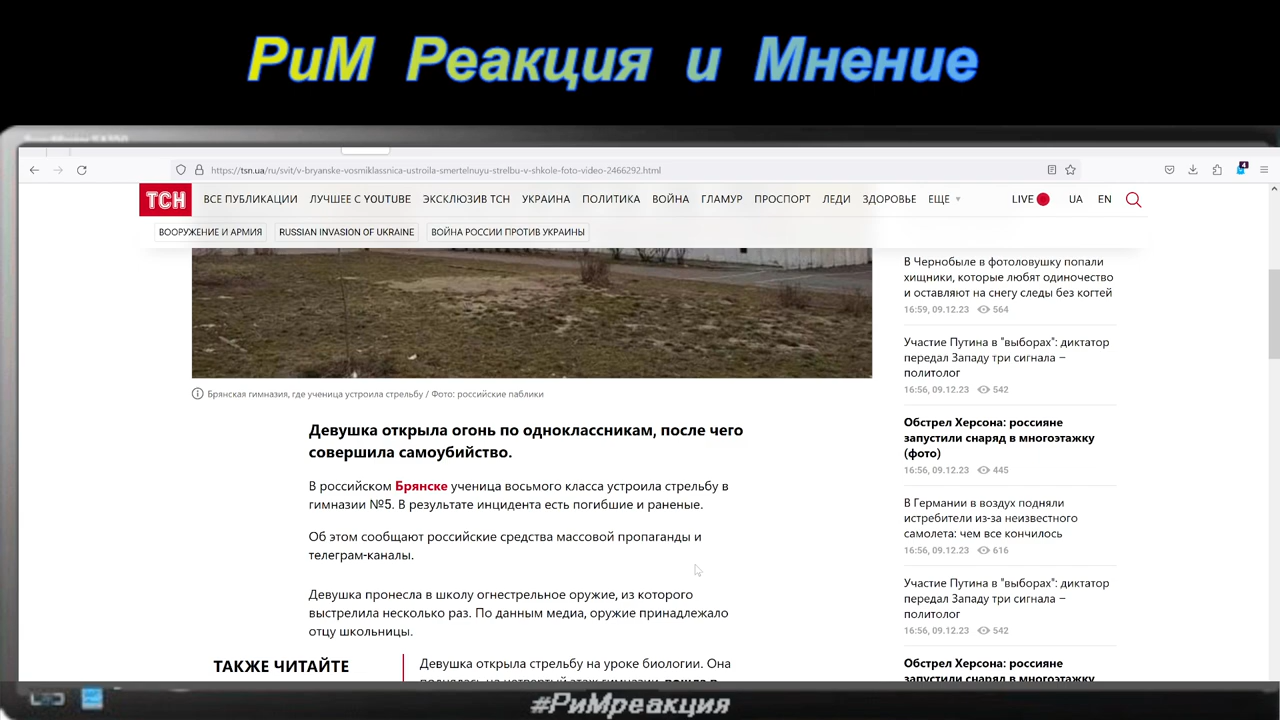 РиМ Реакция и Мнение
https://tsn.ua/ru/svit/v-bryanske-vosmiklassnica-ustroila-smertelnuyu-strelbu-v-shkole-foto-video-2466292.html
4
ТСН
ВСЕ ПУБЛИКАЦИИ ЛУЧШЕЕ С YOUTUBE ЭКСКЛЮЗИВ ТСН УКРАИНА ПОЛИТИКА ВОЙНА ГЛАМУР ПРОСПОРТ ЛЕДИ ЗДОРОВЬЕ ЕЩЕ LIVE UA EN
ВООРУЖЕНИЕ И АРМИЯ RUSSIAN INVASION OF UKRAINE ВОЙНА РОССИИ ПРОТИВ УКРАИНЫ
Брянская гимназия, где ученица устроила стрельбу / Фото: российские паблики
Девушка открыла огонь по одноклассникам, после чего
совершила самоубийство.
В российском Брянске ученица восьмого класса устроила стрельбу в
гимназии №5. В результате инцидента есть погибшие и раненые.
Об этом сообщают российские средства массовой пропаганды и
телеграм-каналы.
Девушка пронесла в школу огнестрельное оружие, из которого
выстрелила несколько раз. По данным медиа, оружие принадлежало
отцу школьницы.
ТАКЖЕ ЧИТАЙТЕ
Девушка открыла стрельбу на уроке биологии. Она
В Чернобыле в фотоловушку попали
хищники, которые любят одиночество
и оставляют на снегу следы без когтей
16:59, 09.12.23 564
Участие Путина в "выборах": диктатор
передал Западу три сигнала –
политолог
16:56, 09.12.23 542
Обстрел Херсона: россияне
запустили снаряд в многоэтажку
(фото)
16:56, 09.12.23 445
В Германии в воздух подняли
истребители из-за неизвестного
самолета: чем все кончилось
16:56, 09.12.23 616
Участие Путина в "выборах": диктатор
передал Западу три сигнала –
политолог
16:56, 09.12.23 542
Обстрел Херсона: россияне
запустили снаряд в многоэтажку
#РиМреакция